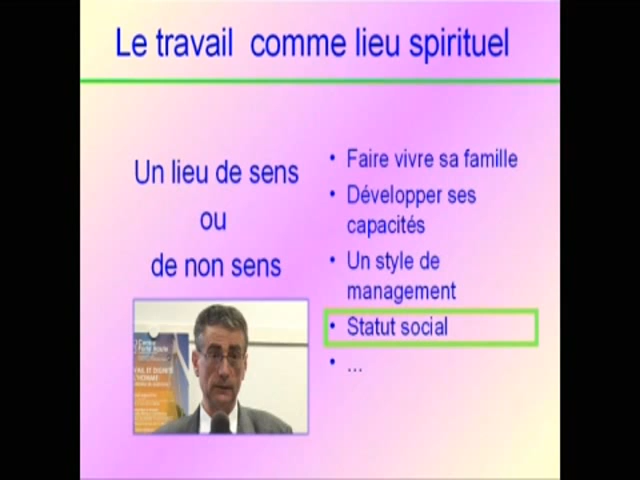 Le travail  comme lieu spirituel
Un lieu de sens
ou
de non sens
• Faire vivre sa famille
• Développer ses
capacités
• Un style de
management
• Statut social
• ...